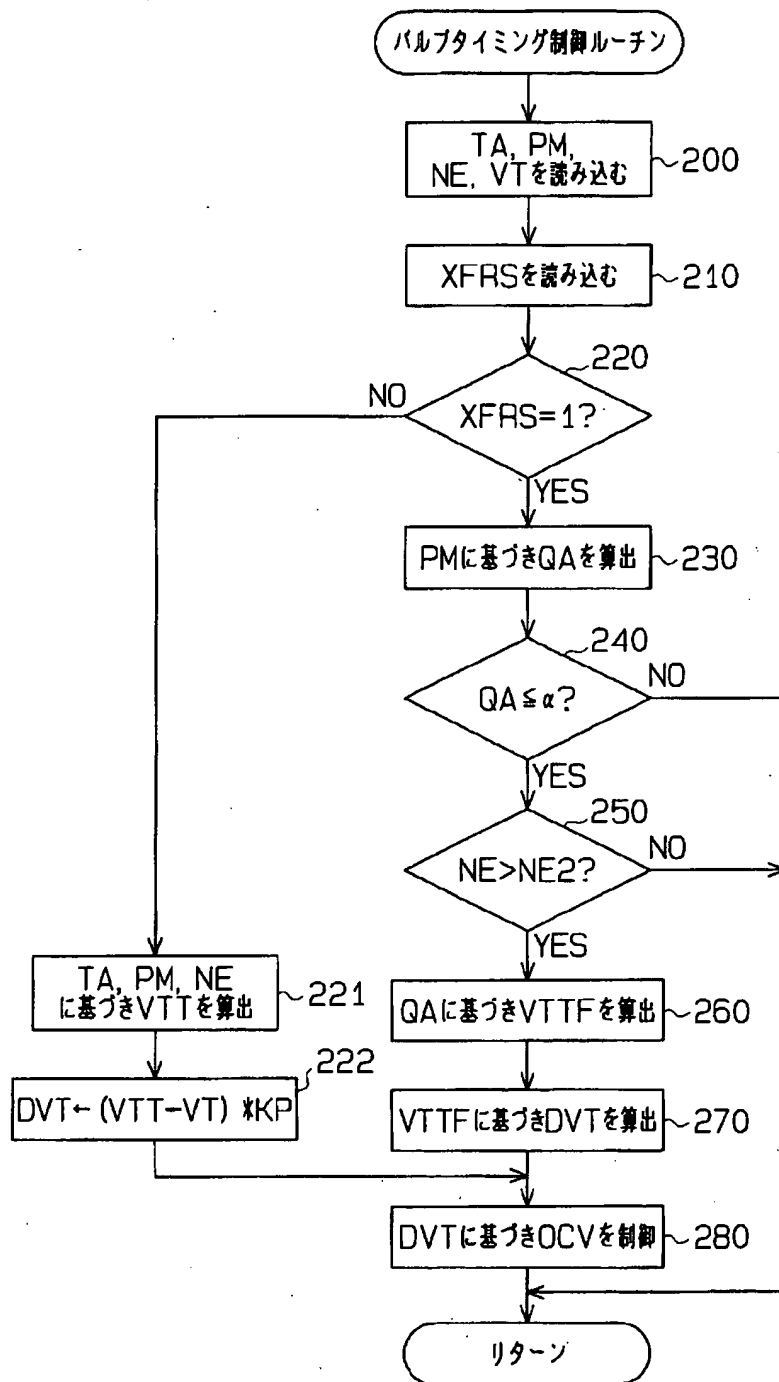 バルブタイミング制御ルーチン
TA, PM,
NE, VTを読み込む
200
XFRSを読み込む
210
220
NO
XFRS=1?
YES
PMに基づきQAを算出
230
240
NO
QA≦α?
YES
250
NO
NE>NE2?
YES
TA, PM, NE
に基づきVTTを算出
221
QAに基づきVTTFを算出
260
222
DVT←(VTT-VT) *KP
VTTFに基づきDVTを算出
270
DVTに基づきOCVを制御
280
リターン